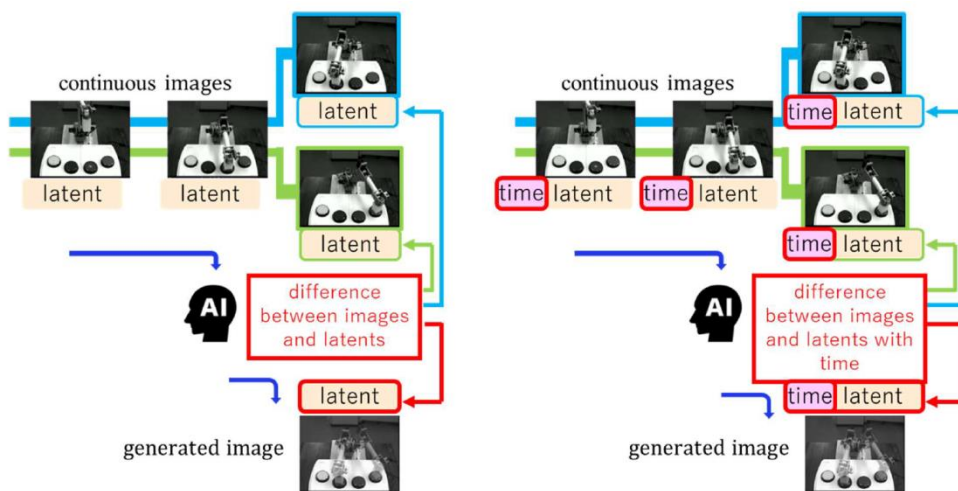 continuous images
latent
latent
latent
latent
AI
difference
between images
and latents
latent
generated image
continuous images
time latent
time latent
time latent
time latent
AI
difference
between images
and latents with
time
time latent
generated image